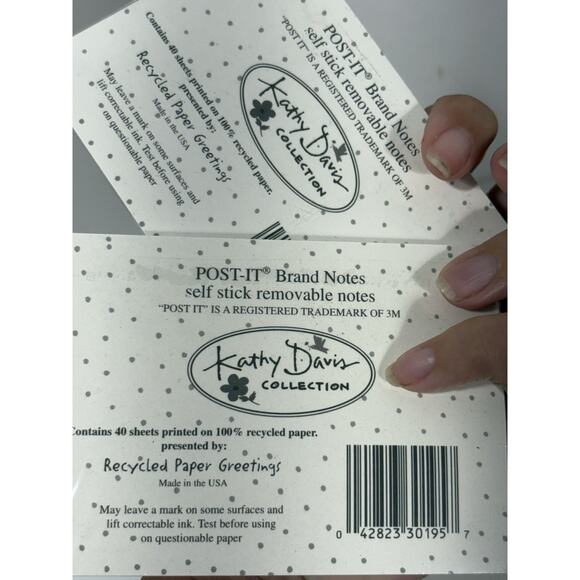 POST-IT® Brand Notes
self stick removable notes
"POST IT" IS A REGISTERED TRADEMARK OF 3M
Kathy Davis
COLLECTION
Contains 40 sheets printed on 100% recycled paper.
presented by:
Recycled Paper Greetings
Made in the USA
May leave a mark on some surfaces and
lift correctable ink. Test before using
on questionable paper
POST-IT® Brand Notes
self stick removable notes
"POST IT" IS A REGISTERED TRADEMARK OF 3M
Kathy Davis
COLLECTION
ontains 40 sheets printed on 100% recycled paper.
presented by:
Recycled Paper Greetings
Made in the USA
May leave a mark on some surfaces and
lift correctable ink. Test before using
on questionable paper
0 42823 30195 7